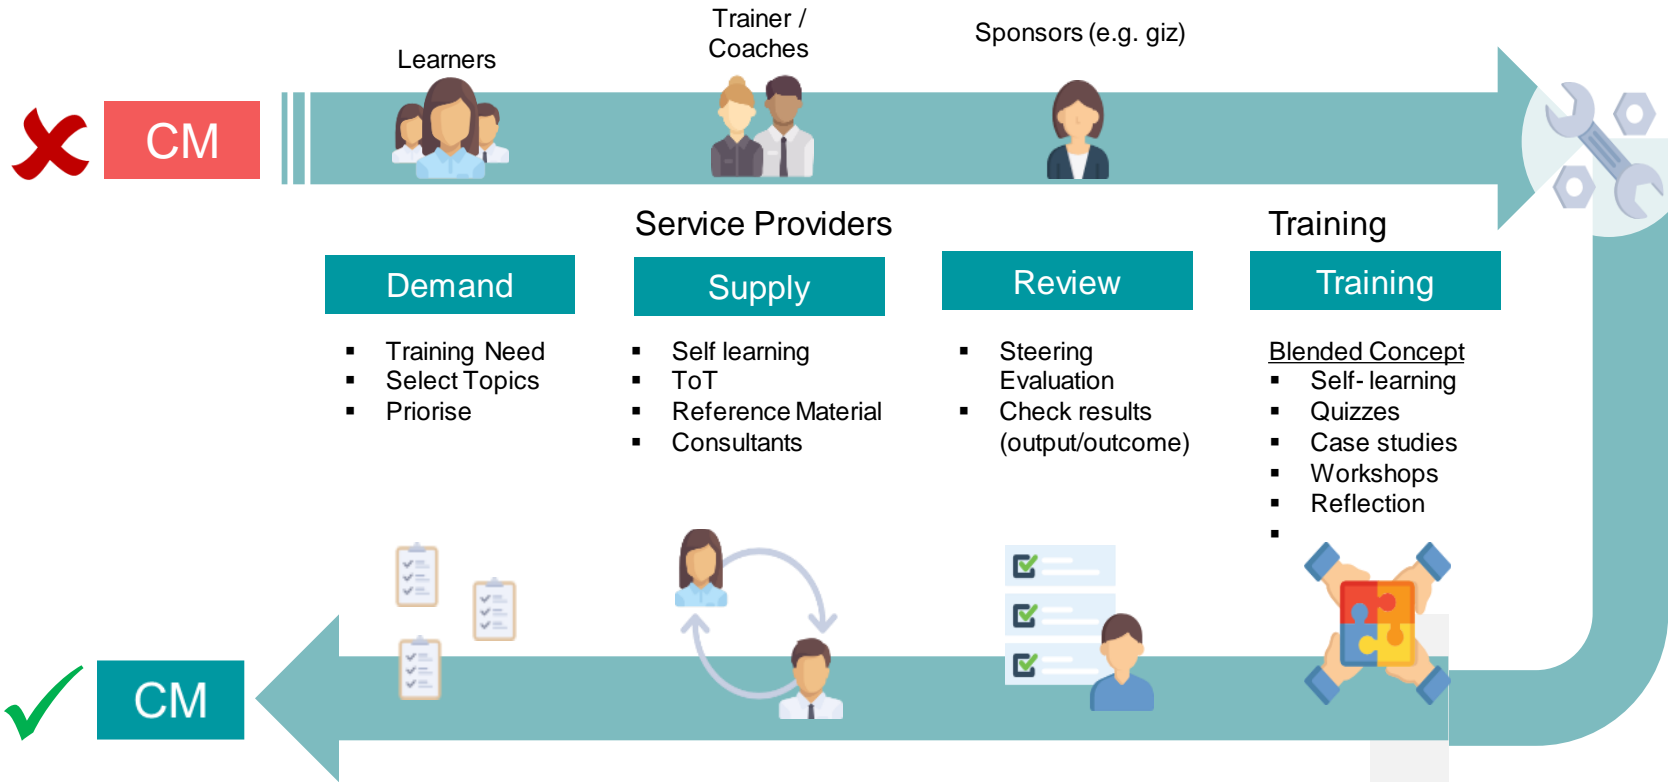 Learners
Trainer /
Coaches
Sponsors (e.g. giz)
CM
Service Providers
Training
Demand
▪ Training Need
▪ Select Topics
▪ Priorise
Supply
▪ Self learning
▪ ToT
▪ Reference Material
▪ Consultants
Review
▪ Steering
Evaluation
▪ Check results
(output/outcome)
Training
Blended Concept
▪ Self- learning
▪ Quizzes
▪ Case studies
▪ Workshops
▪ Reflection
▪
CM